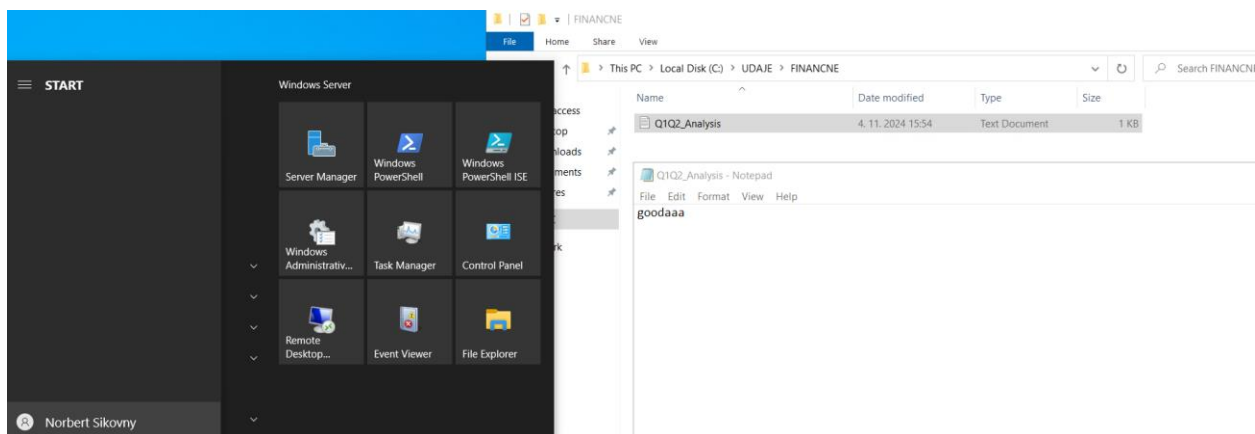 FINANCNE
File Home Share View
This PC > Local Disk (C:) > UDAJE > FINANCNE
Search FINANCNE
START
Windows Server
Server Manager
Windows PowerShell
Windows PowerShell ISE
Windows Administrativ...
Task Manager
Control Panel
Remote Desktop...
Event Viewer
File Explorer
Norbert Sikovny
Name Date modified Type Size
Q1Q2_Analysis 4. 11. 2024 15:54 Text Document 1 KB
Q1Q2_Analysis - Notepad
File Edit Format View Help
goodaaa